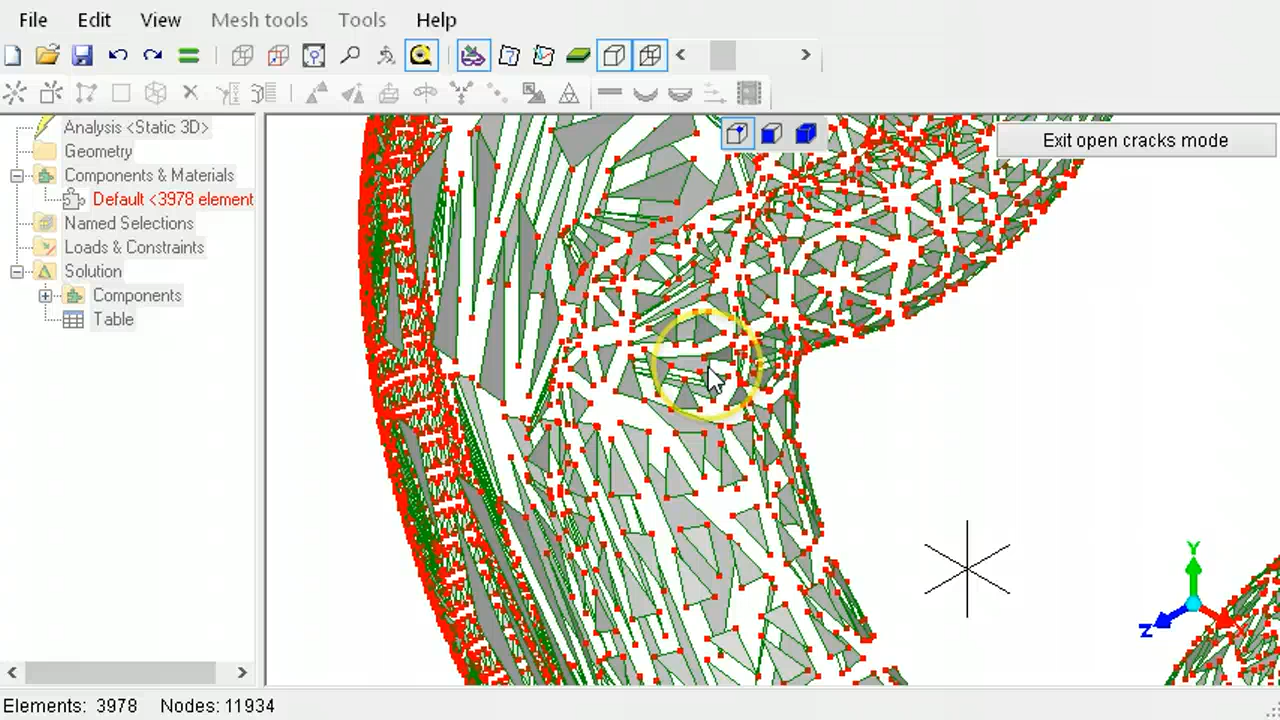 File Edit View Mesh tools Tools Help
Exit open cracks mode
Analysis <Static 3D>
Geometry
Components & Materials
Default <3978 element
Named Selections
Loads & Constraints
Solution
Components
Table
Y
Z
X
Elements: 3978 Nodes: 11934